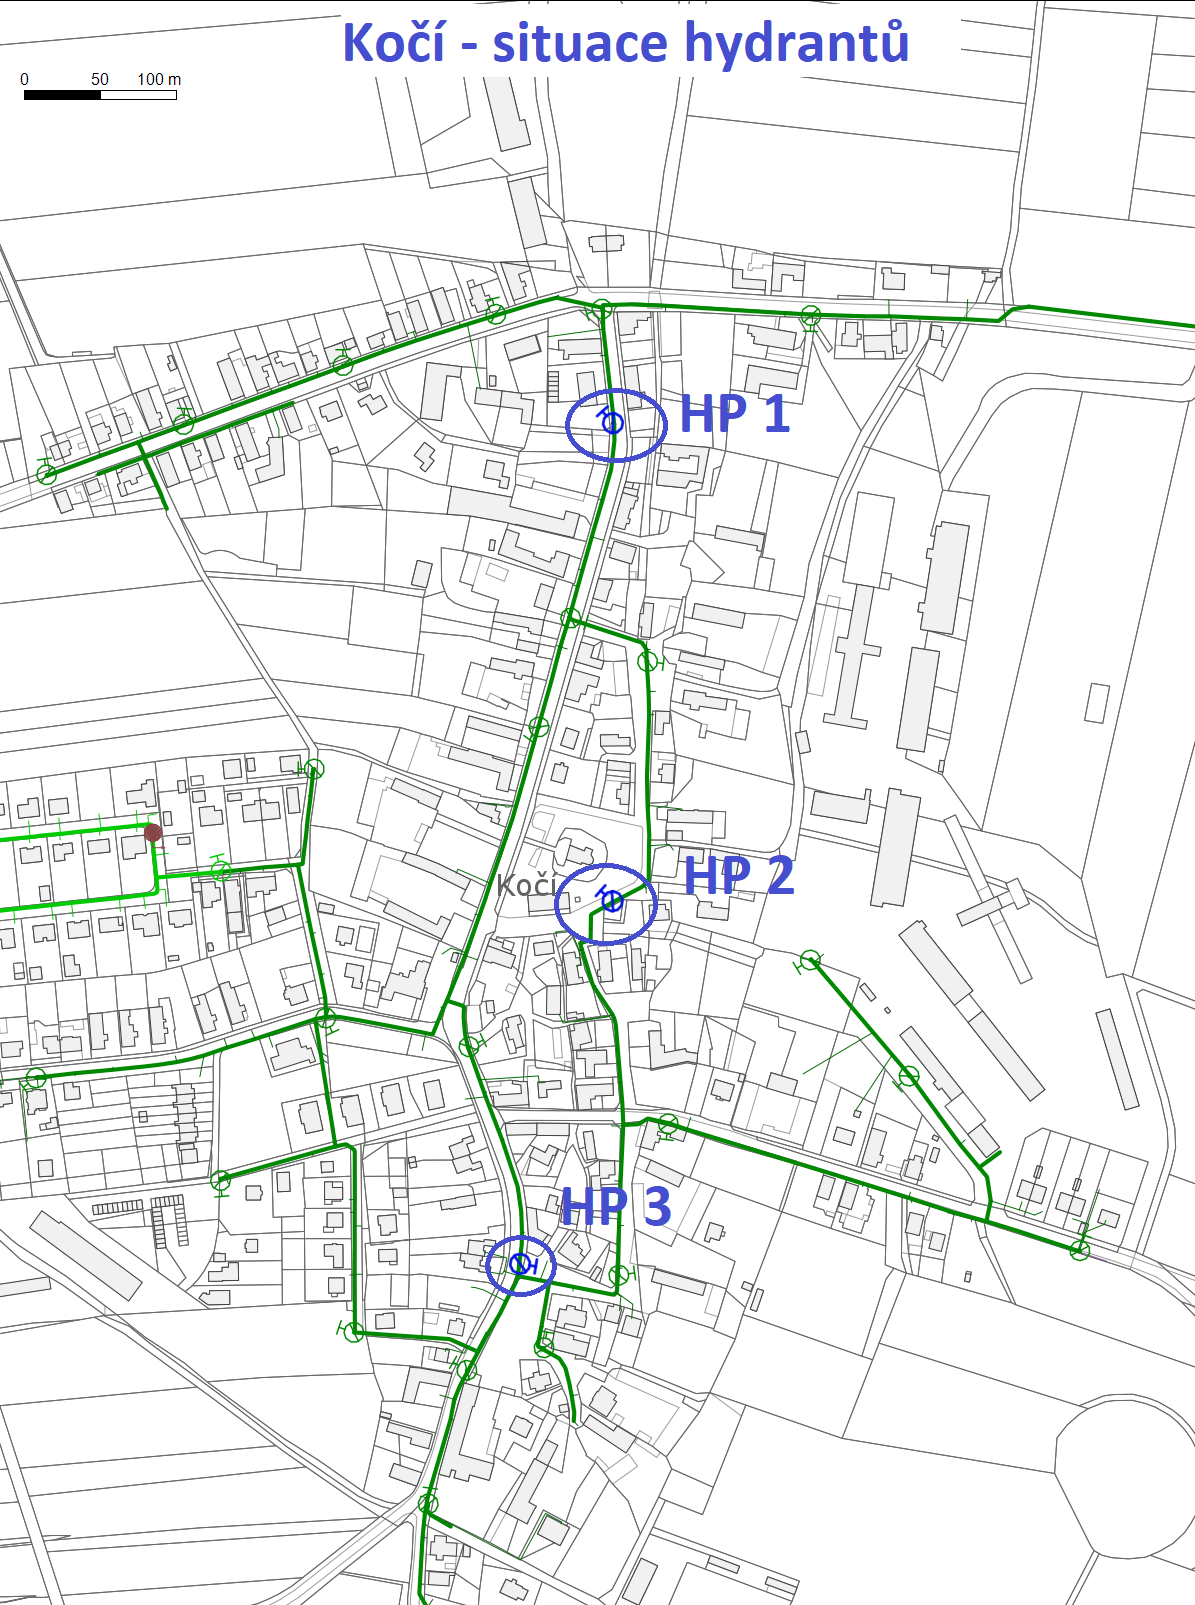 Kočí - situace hydrantů
0 50 100 m
HP 1
HP 2
Kočí
HP 3